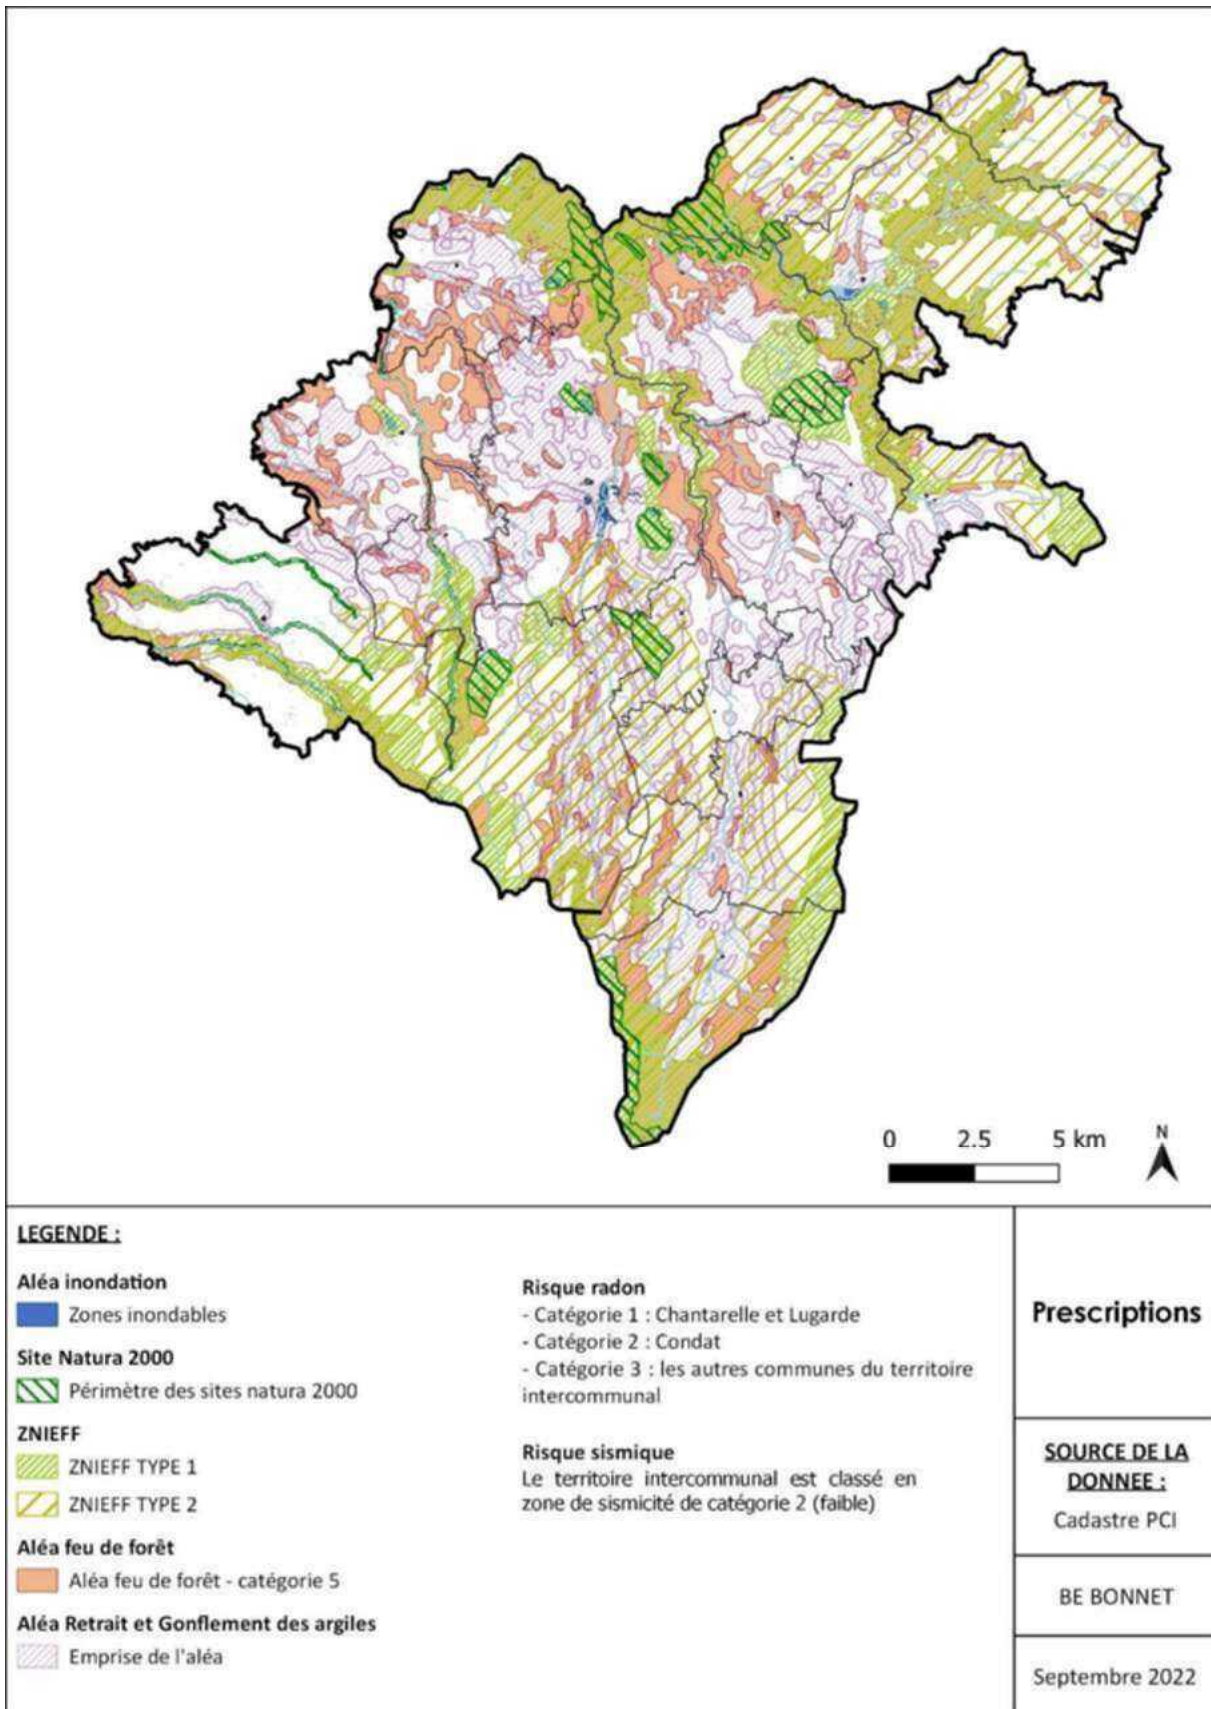 0 2.5 5 km
N
LEGENDE :
Aléa inondation
Zones inondables
Site Natura 2000
Périmètre des sites natura 2000
ZNIEFF
ZNIEFF TYPE 1
ZNIEFF TYPE 2
Aléa feu de forêt
Aléa feu de forêt - catégorie 5
Aléa Retrait et Gonflement des argiles
Emprise de l'aléa
Risque radon
- Catégorie 1 : Chantarelle et Lugarde
- Catégorie 2 : Condat
- Catégorie 3 : les autres communes du territoire
intercommunal
Risque sismique
Le territoire intercommunal est classé en
zone de sismicité de catégorie 2 (faible)
Prescriptions
SOURCE DE LA
DONNEE :
Cadastre PCI
BE BONNET
Septembre 2022